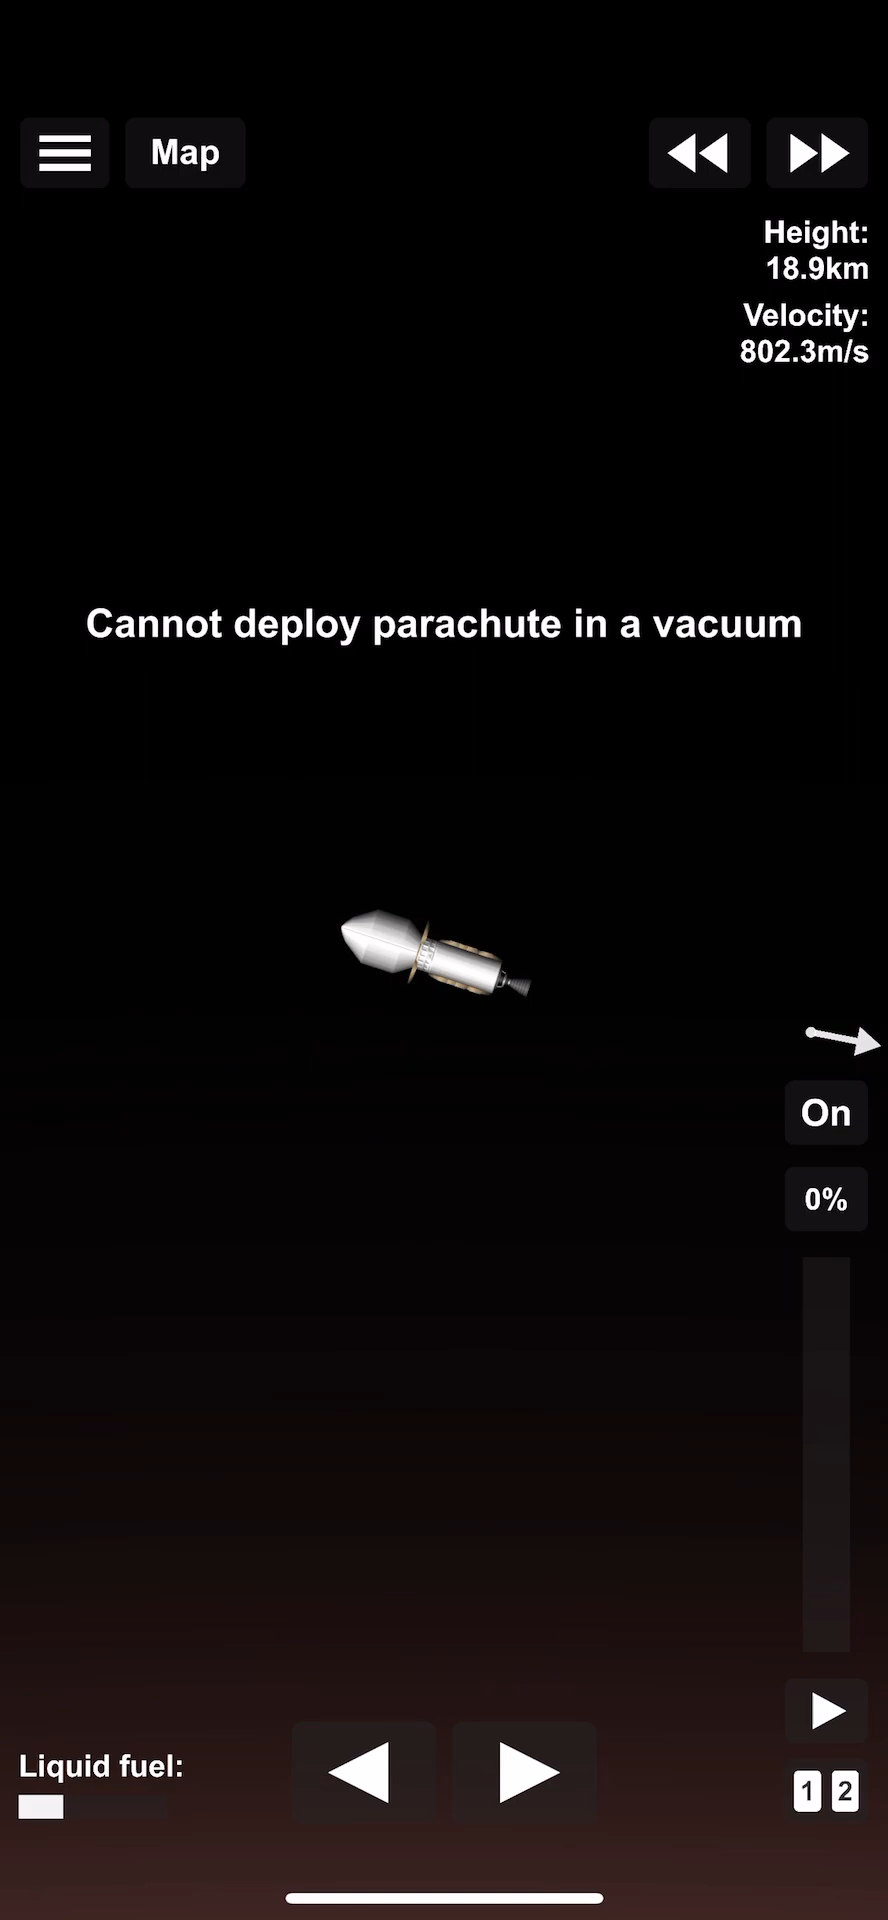 Map
Height:
18.9km
Velocity:
802.3m/s
Cannot deploy parachute in a vacuum
On
0%
Liquid fuel:
1 2